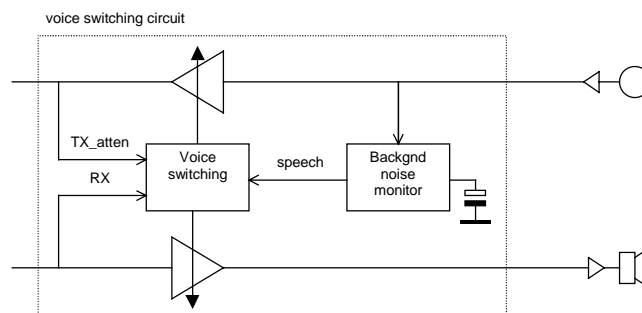 voice switching circuit
TX_atten
RX
Voice
switching
speech
Backgnd
noise
monitor